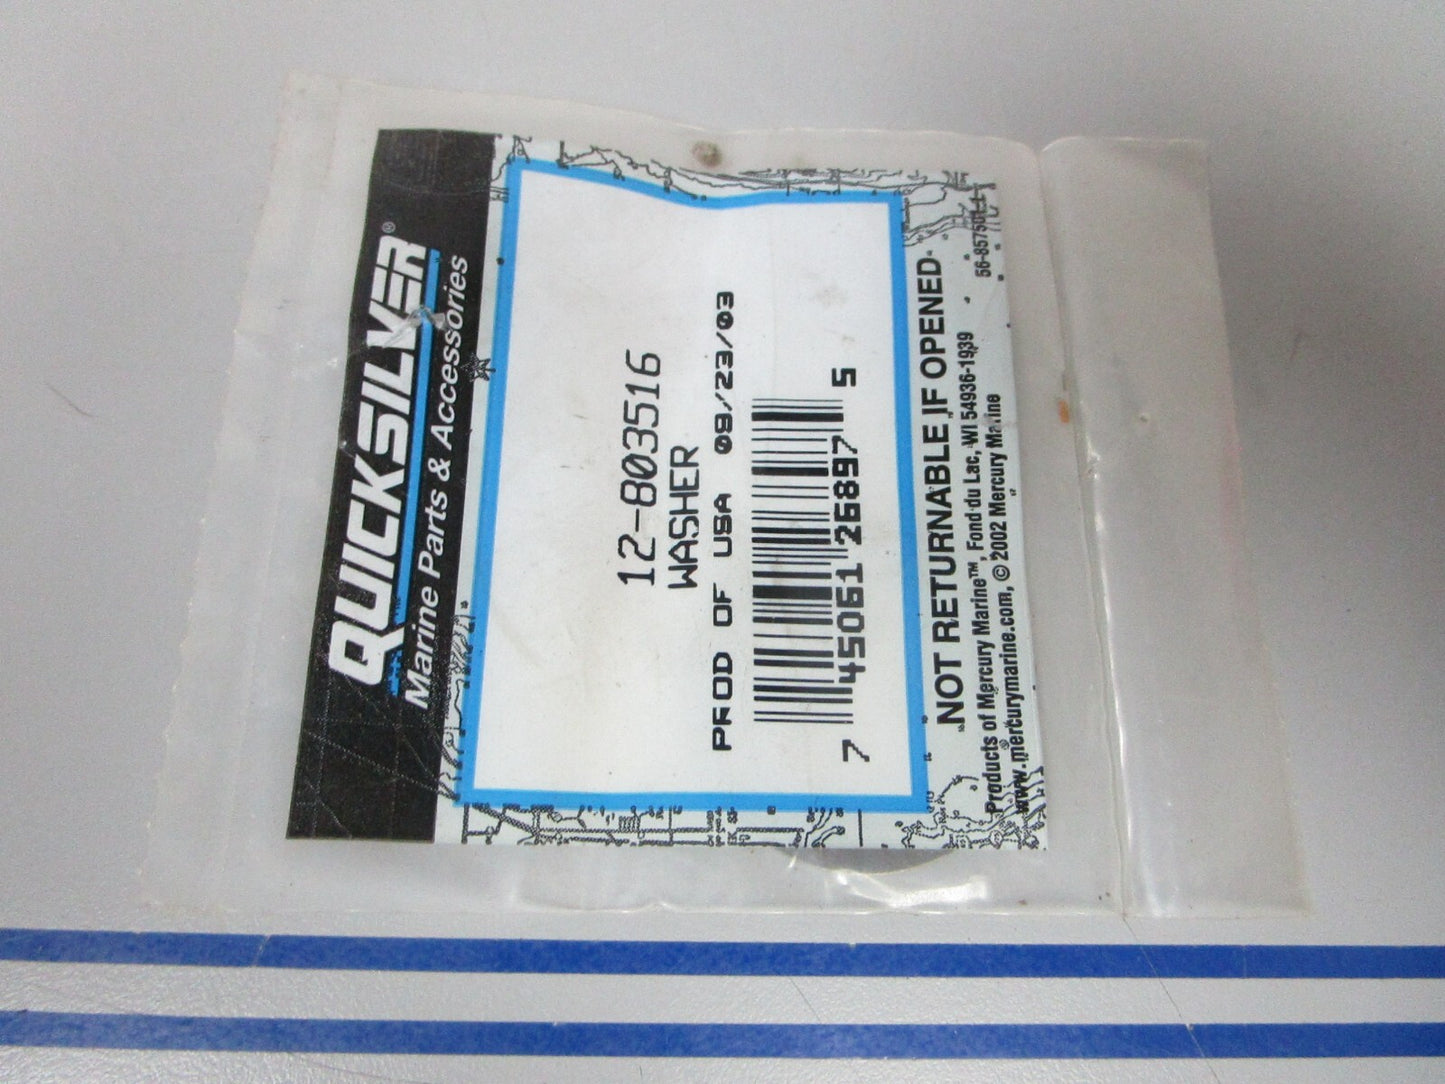 QUICKSILVER®
Marine Parts & Accessories
12-803516
WASHER
PROD OF USA 09/23/03
7 45061 26897 5
NOT RETURNABLE IF OPENED
Products of Mercury Marine™, Fond du Lac, WI 54936-1939
www.mercurymarine.com, © 2002 Mercury Marine